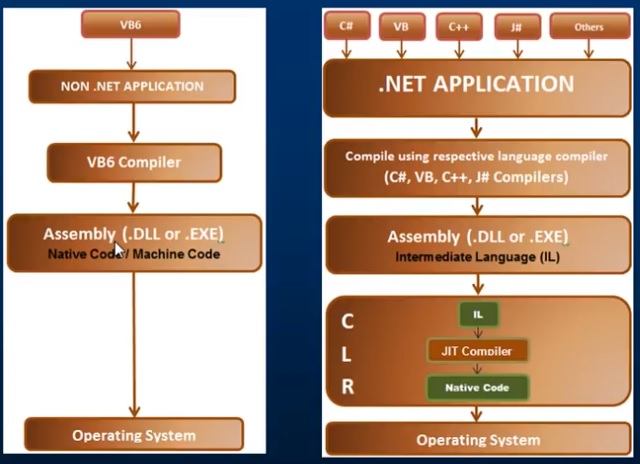 VB6
NON .NET APPLICATION
VB6 Compiler
Assembly (.DLL or .EXE)
Native Code/ Machine Code
Operating System
C#
VB
C++
J#
Others
.NET APPLICATION
Compile using respective language compiler
(C#, VB, C++, J# Compilers)
Assembly (.DLL or .EXE)
Intermediate Language (IL)
C
L
R
IL
JIT Compiler
Native Code
Operating System